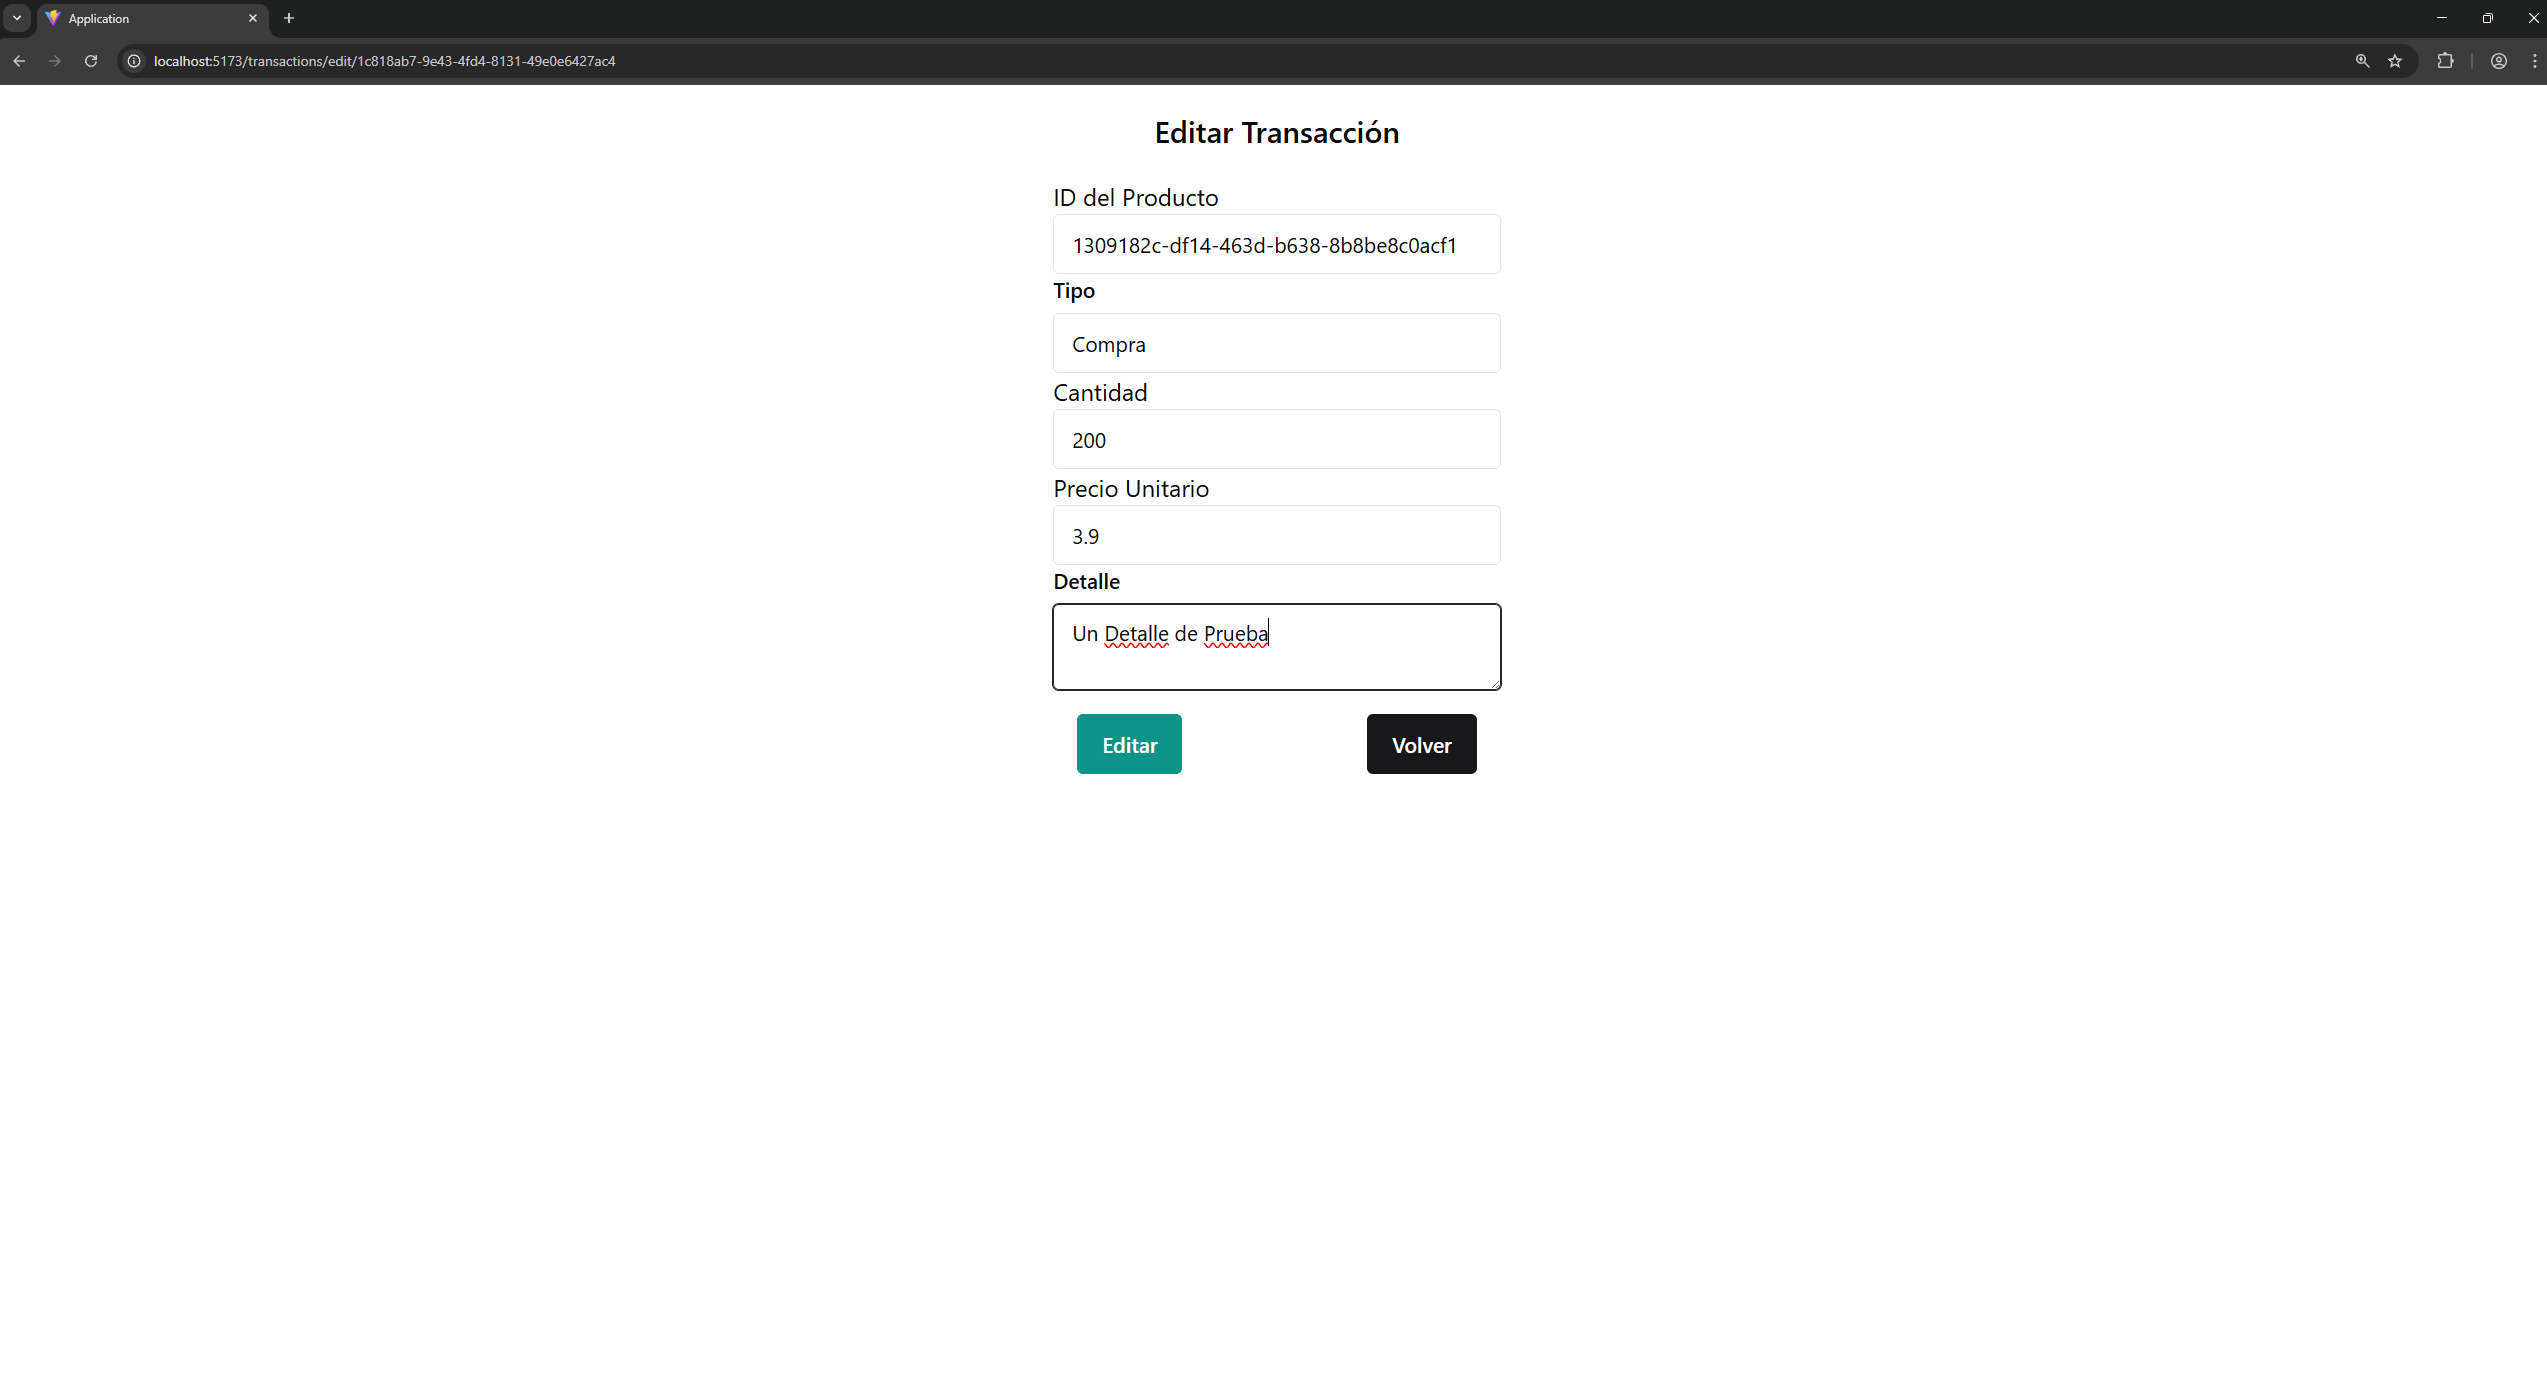 Application
localhost:5173/transactions/edit/1c818ab7-9e43-4fd4-8131-49e0e6427ac4
Editar Transacción
ID del Producto
1309182c-df14-463d-b638-8b8be8c0acf1
Tipo
Compra
Cantidad
200
Precio Unitario
3.9
Detalle
Un Detalle de Prueba
Editar
Volver